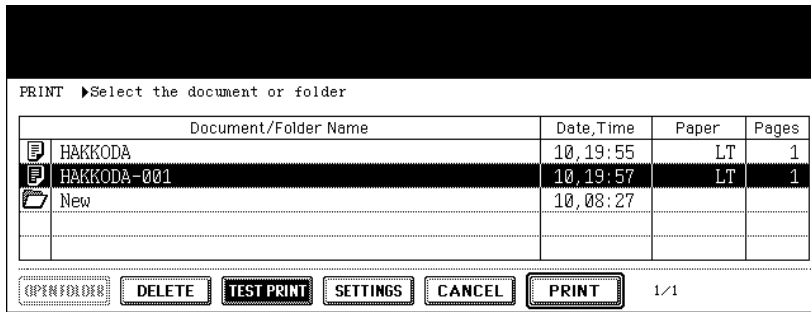 PRINT ▶Select the document or folder
Document/Folder Name Date,Time Paper Pages
HAKKODA 10,19:55 LT 1
HAKKODA-001 10,19:57 LT 1
New 10,08:27
OPEN FOLDER DELETE TEST PRINT SETTINGS CANCEL PRINT 1/1